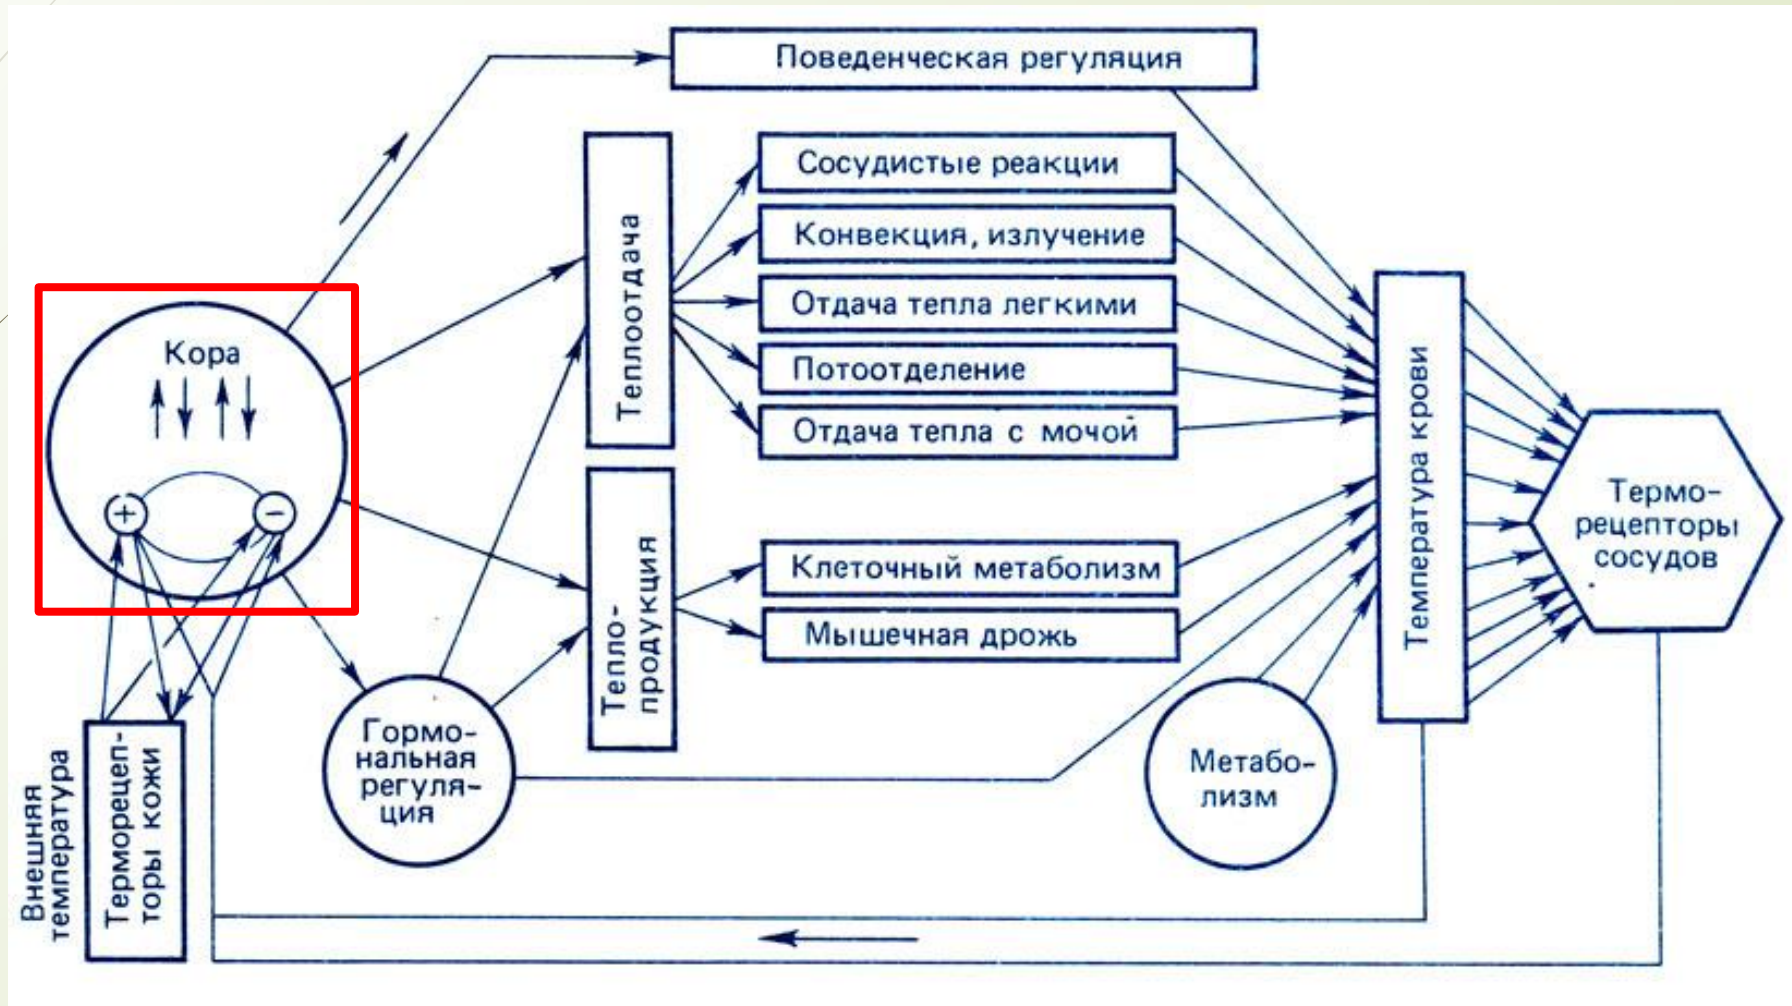 Поведенческая регуляция
Теплоотдача
Сосудистые реакции
Конвекция, излучение
Отдача тепла легкими
Потоотделение
Отдача тепла с мочой
Кора
+
−
Тепло-
продукция
Клеточный метаболизм
Мышечная дрожь
Температура крови
Термо-
рецепторы
сосудов
Гормо-
нальная
регуля-
ция
Метабо-
лизм
Внешняя
температура
Терморецеп-
торы кожи